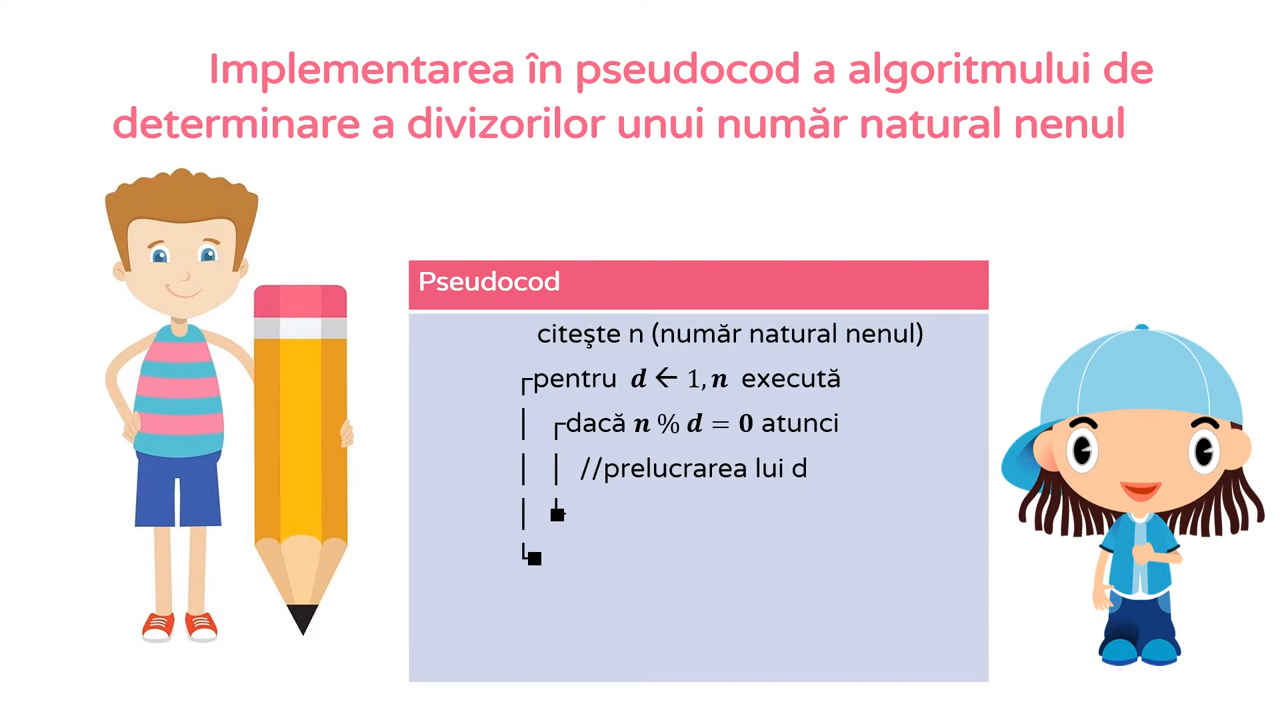 Implementarea în pseudocod a algoritmului de
determinare a divizorilor unui număr natural nenul
Pseudocod
citeşte n (număr natural nenul)
┌pentru d ← 1, n execută
│ ┌dacă n % d = 0 atunci
│ │ //prelucrarea lui d
│ └■
└■